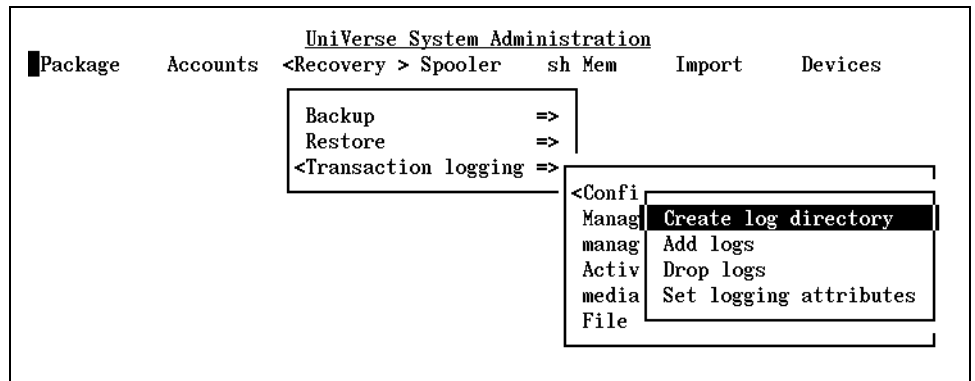 UniVerse System Administration
Package Accounts <Recovery > Spooler sh Mem Import Devices
Backup =>
Restore =>
<Transaction logging =>
<Confi
Manag Create log directory
manag Add logs
Activ Drop logs
media Set logging attributes
File